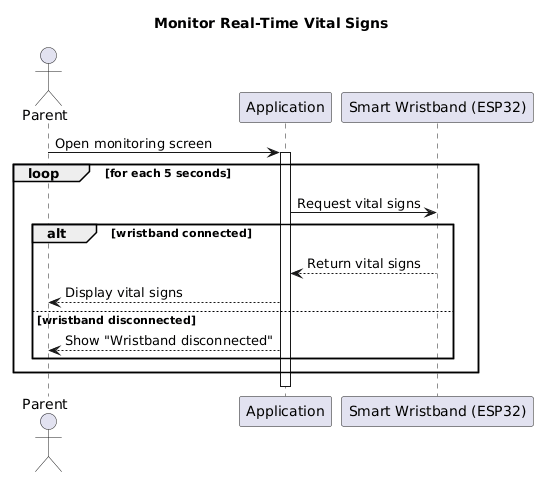 Monitor Real-Time Vital Signs
Parent
Application
Smart Wristband (ESP32)
Open monitoring screen
loop
[for each 5 seconds]
Request vital signs
alt
[wristband connected]
Return vital signs
Display vital signs
[wristband disconnected]
Show "Wristband disconnected"
Parent
Application
Smart Wristband (ESP32)